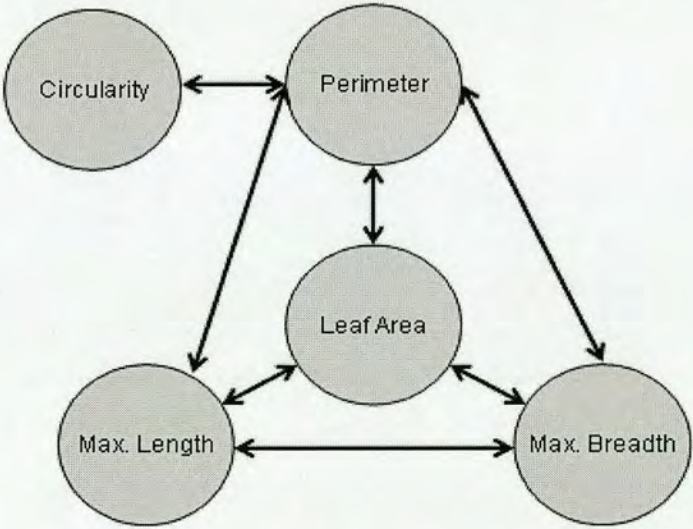 Circularity
Perimeter
Leaf Area
Max. Length
Max. Breadth